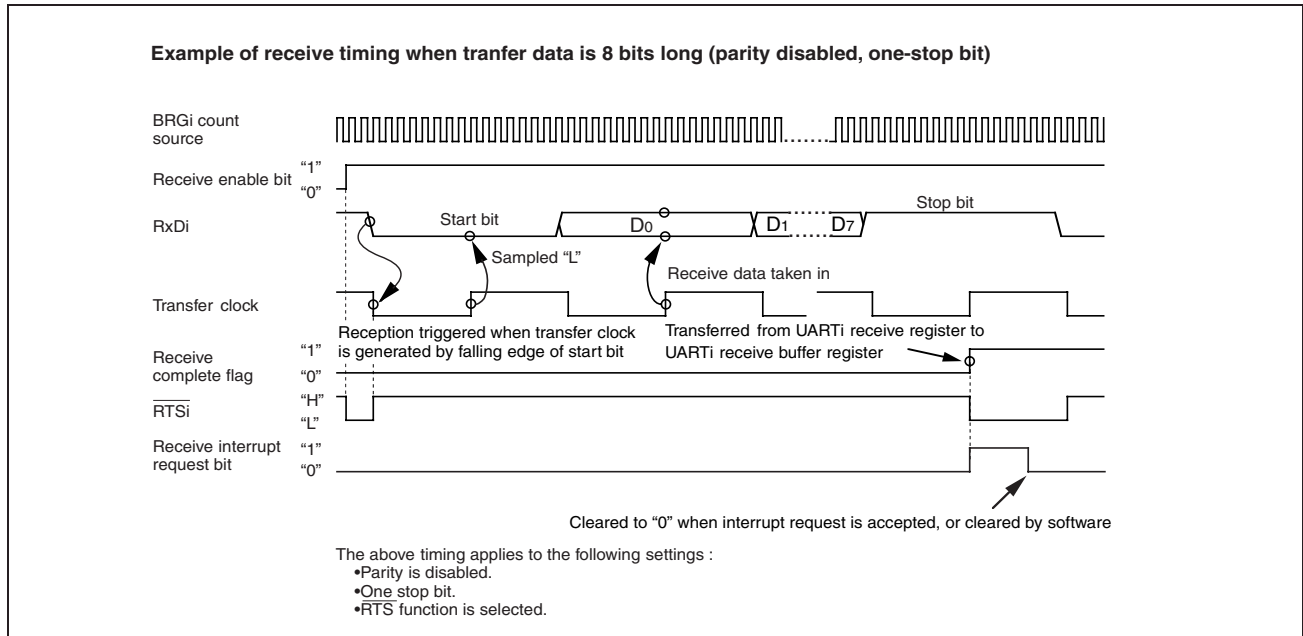 Example of receive timing when tranfer data is 8 bits long (parity disabled, one-stop bit)
BRGi count
source
Receive enable bit
“1”
“0”
RxDi
Start bit
D0
D1
D7
Stop bit
Sampled “L”
Receive data taken in
Transfer clock
Reception triggered when transfer clock
is generated by falling edge of start bit
Transferred from UARTi receive register to
UARTi receive buffer register
Receive
complete flag
“1”
“0”
RTSi
“H”
“L”
Receive interrupt
request bit
“1”
“0”
Cleared to “0” when interrupt request is accepted, or cleared by software
The above timing applies to the following settings :
•Parity is disabled.
•One stop bit.
•RTS function is selected.